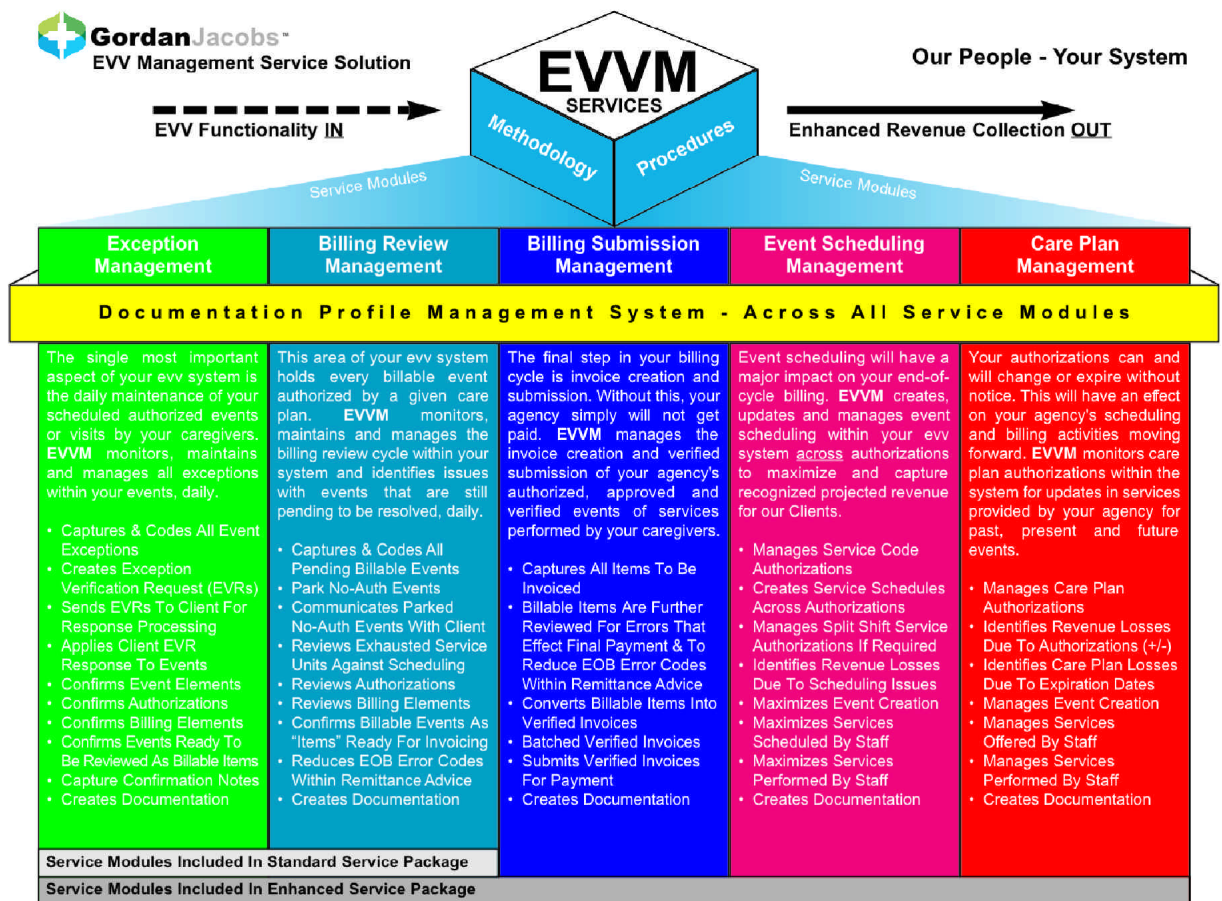 GordanJacobs™
EVV Management Service Solution
EVV Functionality IN
EVVM
SERVICES
Methodology
Procedures
Our People - Your System
Enhanced Revenue Collection OUT
Service Modules
Service Modules
Exception
Management
Billing Review
Management
Billing Submission
Management
Event Scheduling
Management
Care Plan
Management
Documentation Profile Management System - Across All Service Modules
The single most important
aspect of your evv system is
the daily maintenance of your
scheduled authorized events
or visits by your caregivers.
EVVM monitors, maintains
and manages all exceptions
within your events, daily.
• Captures & Codes All Event
Exceptions
• Creates Exception
Verification Request (EVRs)
• Sends EVRs To Client For
Response Processing
• Applies Client EVR
Response To Events
• Confirms Event Elements
• Confirms Authorizations
• Confirms Billing Elements
• Confirms Events Ready To
Be Reviewed As Billable Items
• Capture Confirmation Notes
• Creates Documentation
This area of your evv system
holds every billable event
authorized by a given care
plan. EVVM monitors,
maintains and manages the
billing review cycle within your
system and identifies issues
with events that are still
pending to be resolved, daily.
• Captures & Codes All
Pending Billable Events
• Park No-Auth Events
• Communicates Parked
No-Auth Events With Client
• Reviews Exhausted Service
Units Against Scheduling
• Reviews Authorizations
• Reviews Billing Elements
• Confirms Billable Events As
“Items” Ready For Invoicing
• Reduces EOB Error Codes
Within Remittance Advice
• Creates Documentation
The final step in your billing
cycle is invoice creation and
submission. Without this, your
agency simply will not get
paid. EVVM manages the
invoice creation and verified
submission of your agency's
authorized, approved and
verified events of services
performed by your caregivers.
• Captures All Items To Be
Invoiced
• Billable Items Are Further
Reviewed For Errors That
Effect Final Payment & To
Reduce EOB Error Codes
Within Remittance Advice
• Converts Billable Items Into
Verified Invoices
• Batched Verified Invoices
• Submits Verified Invoices
For Payment
• Creates Documentation
Event scheduling will have a
major impact on your end-of-
cycle billing. EVVM creates,
updates and manages event
scheduling within your evv
system across authorizations
to maximize and capture
recognized projected revenue
for our Clients.
• Manages Service Code
Authorizations
• Creates Service Schedules
Across Authorizations
• Manages Split Shift Service
Authorizations If Required
• Identifies Revenue Losses
Due To Scheduling Issues
• Maximizes Event Creation
• Maximizes Services
Scheduled By Staff
• Maximizes Services
Performed By Staff
• Creates Documentation
Your authorizations can and
will change or expire without
notice. This will have an effect
on your agency's scheduling
and billing activities moving
forward. EVVM monitors care
plan authorizations within the
system for updates in services
provided by your agency for
past, present and future
events.
• Manages Care Plan
Authorizations
• Identifies Revenue Losses
Due To Authorizations (+/-)
• Identifies Care Plan Losses
Due To Expiration Dates
• Manages Event Creation
• Manages Services
Offered By Staff
• Manages Services
Performed By Staff
• Creates Documentation
Service Modules Included In Standard Service Package
Service Modules Included In Enhanced Service Package